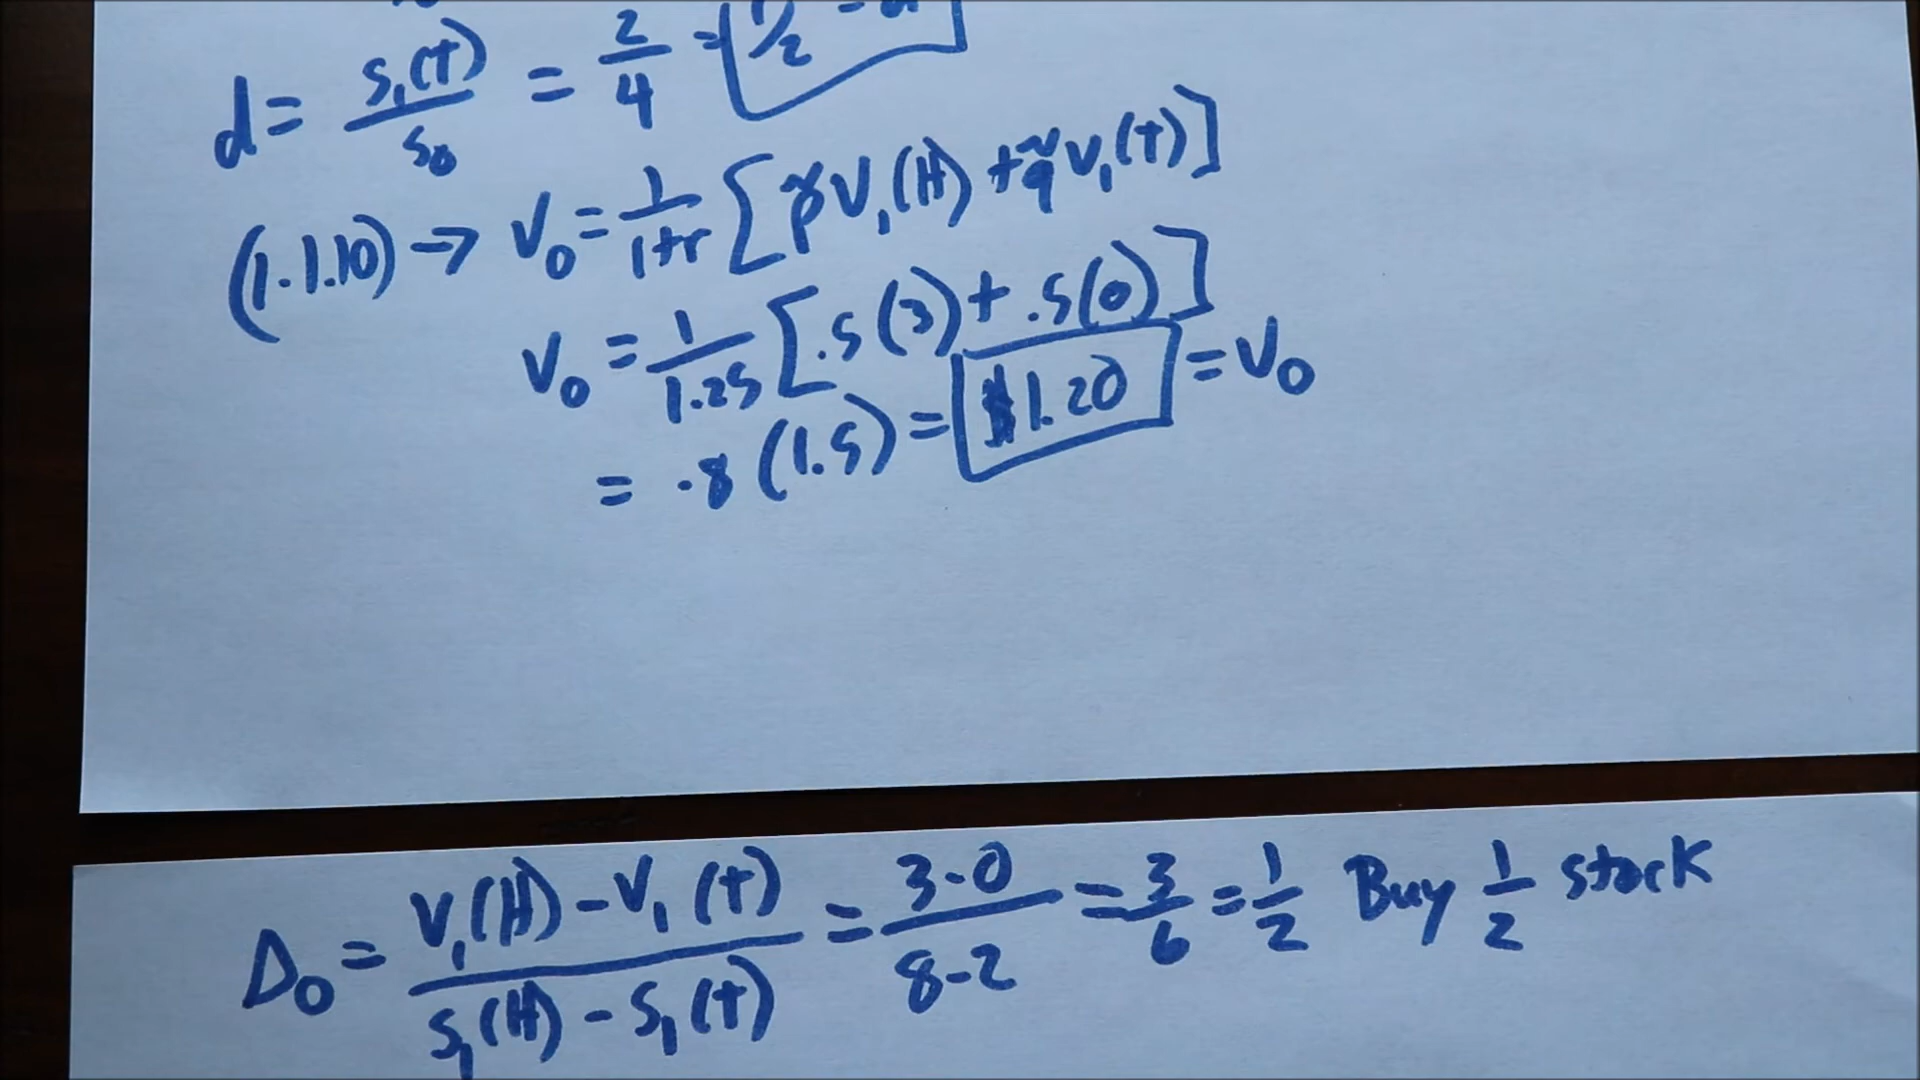 d = S₁(T)/S₀ = 2/4 = 1/2 = d
(1.1.10) → V₀ = 1/(1+r) [p̃V₁(H) + q̃V₁(T)]
V₀ = 1/1.25 [.5(3) + .5(0)]
= .8(1.5) = $1.20 = V₀
Δ₀ = (V₁(H) - V₁(T))/(S₁(H) - S₁(T)) = (3-0)/(8-2) = 3/6 = 1/2 Buy 1/2 stock